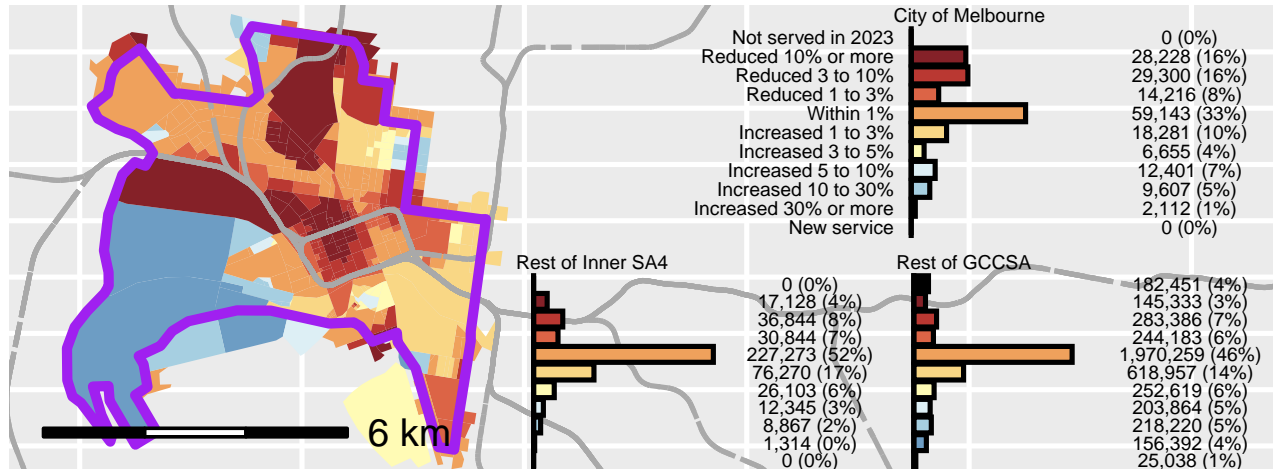 City of Melbourne
Not served in 2023 0 (0%)
Reduced 10% or more 28,228 (16%)
Reduced 3 to 10% 29,300 (16%)
Reduced 1 to 3% 14,216 (8%)
Within 1% 59,143 (33%)
Increased 1 to 3% 18,281 (10%)
Increased 3 to 5% 6,655 (4%)
Increased 5 to 10% 12,401 (7%)
Increased 10 to 30% 9,607 (5%)
Increased 30% or more 2,112 (1%)
New service 0 (0%)
Rest of Inner SA4
0 (0%)
17,128 (4%)
36,844 (8%)
30,844 (7%)
227,273 (52%)
76,270 (17%)
26,103 (6%)
12,345 (3%)
8,867 (2%)
1,314 (0%)
0 (0%)
Rest of GCCSA
182,451 (4%)
145,333 (3%)
283,386 (7%)
244,183 (6%)
1,970,259 (46%)
618,957 (14%)
252,619 (6%)
203,864 (5%)
218,220 (5%)
156,392 (4%)
25,038 (1%)
6 km